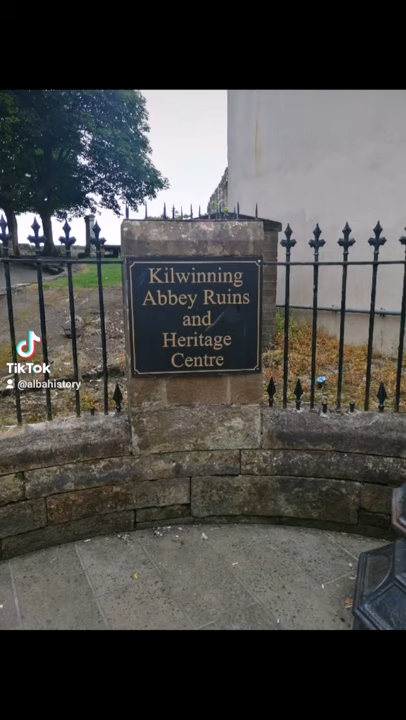 Kilwinning
Abbey Ruins
and
Heritage
Centre
TikTok
@albahistory